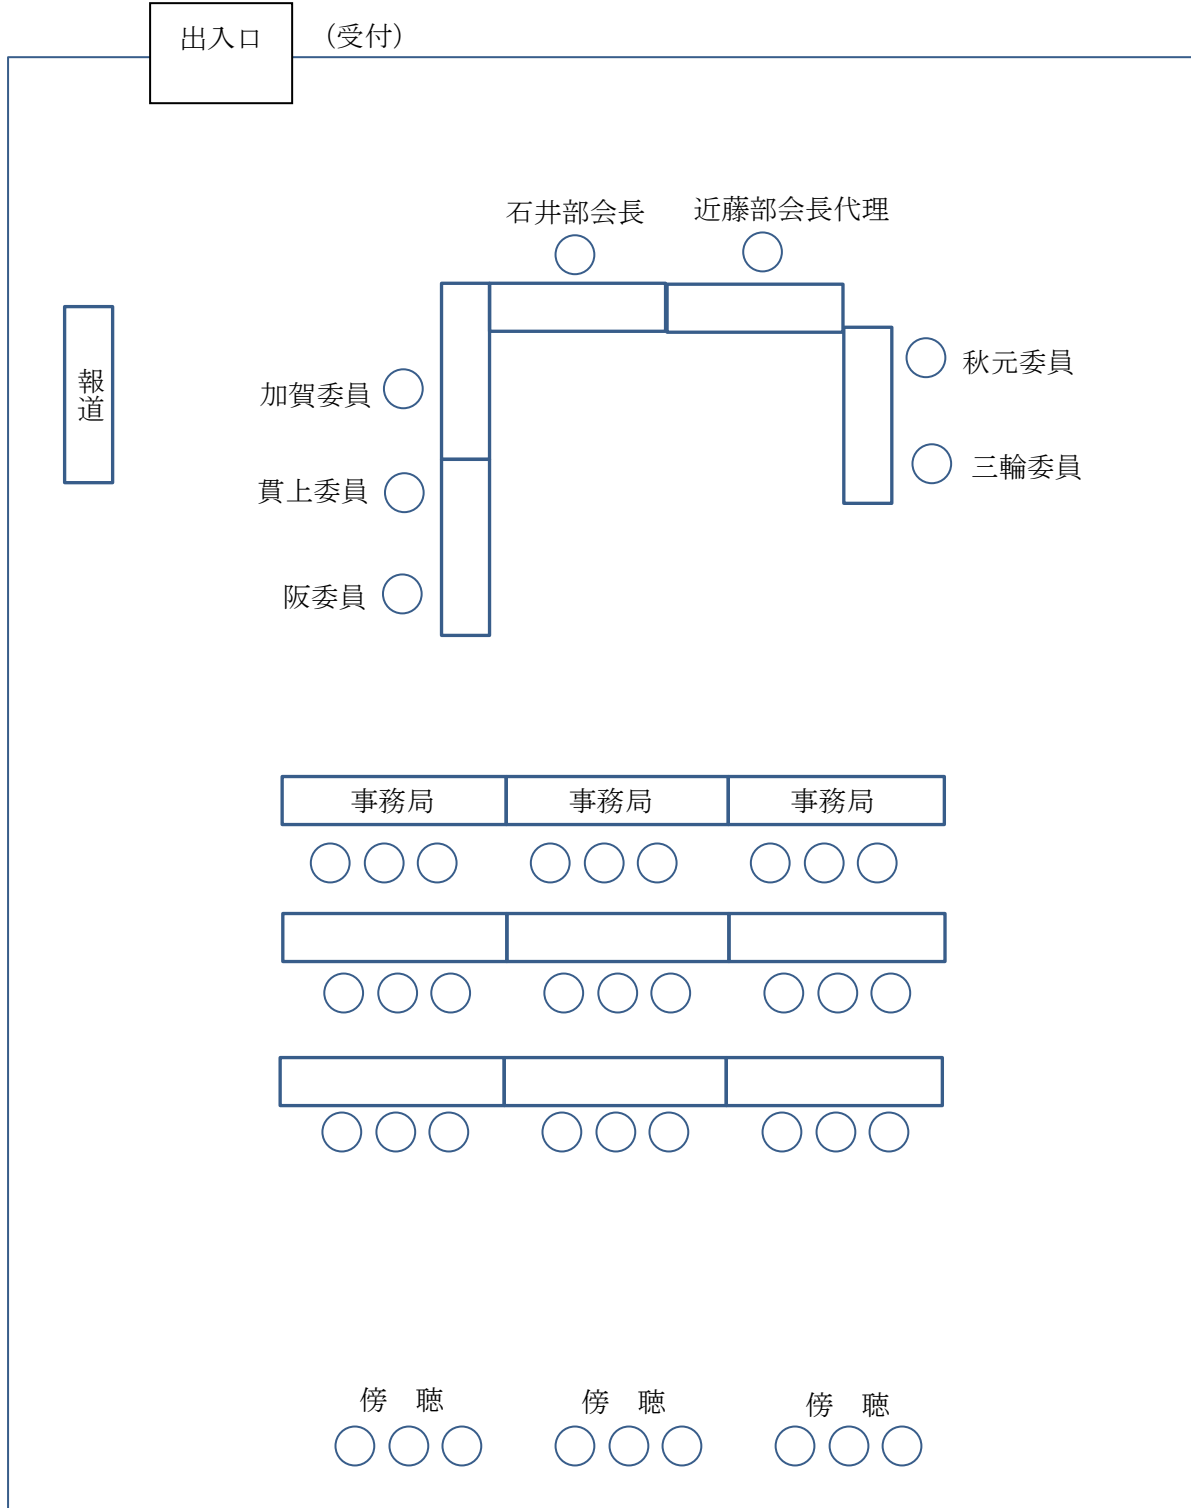 出入口
(受付)
石井部会長
近藤部会長代理
報道
加賀委員
秋元委員
貫上委員
三輪委員
阪委員
事務局
事務局
事務局
傍　聴
傍　聴
傍　聴